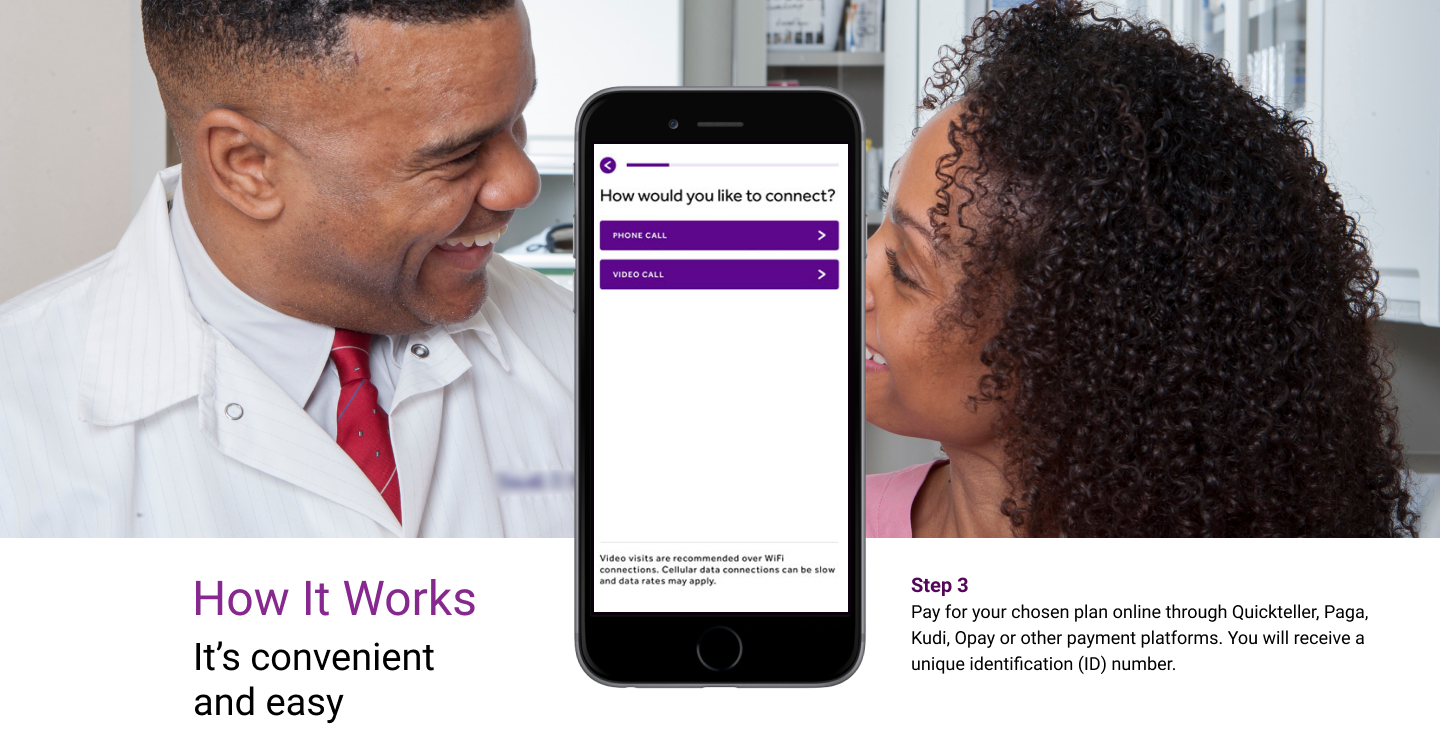 How would you like to connect?
PHONE CALL
VIDEO CALL
Video visits are recommended over WiFi
connections. Cellular data connections can be slow
and data rates may apply.
How It Works
It’s convenient
and easy
Step 3
Pay for your chosen plan online through Quickteller, Paga,
Kudi, Opay or other payment platforms. You will receive a
unique identification (ID) number.